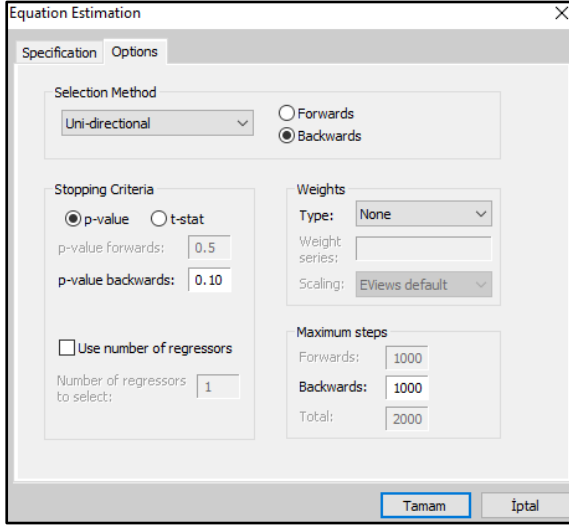 Equation Estimation
Specification
Options
Selection Method
Uni-directional
Forwards
Backwards
Stopping Criteria
p-value
t-stat
p-value forwards:
0.5
p-value backwards:
0.10
Use number of regressors
Number of regressors
to select:
1
Weights
Type:
None
Weight
series:
Scaling:
EViews default
Maximum steps
Forwards:
1000
Backwards:
1000
Total:
2000
Tamam
İptal